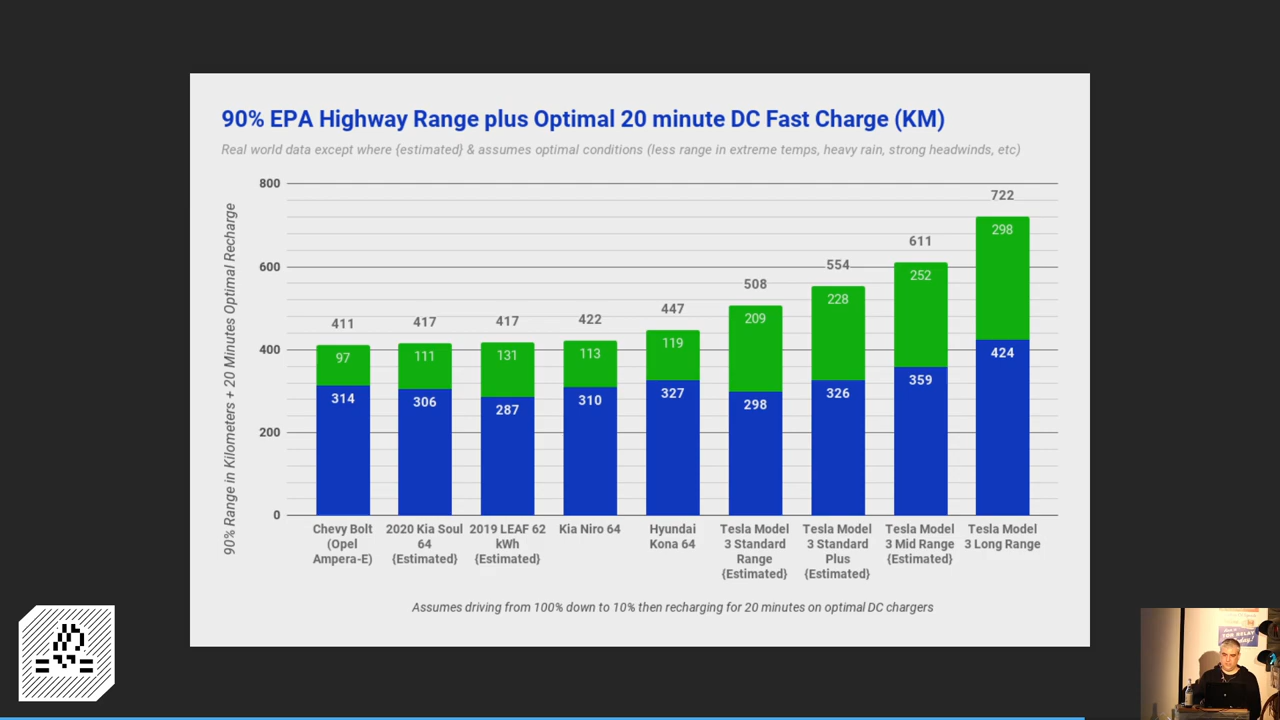 90% EPA Highway Range plus Optimal 20 minute DC Fast Charge (KM)
Real world data except where {estimated} & assumes optimal conditions (less range in extreme temps, heavy rain, strong headwinds, etc)
90% Range in Kilometers + 20 Minutes Optimal Recharge
800
600
400
200
0
411
97
314
417
111
306
417
131
287
422
113
310
447
119
327
508
209
298
554
228
326
611
252
359
722
298
424
Chevy Bolt
(Opel
Ampera-E)
2020 Kia Soul
64
{Estimated}
2019 LEAF 62
kWh
{Estimated}
Kia Niro 64
Hyundai
Kona 64
Tesla Model
3 Standard
Range
{Estimated}
Tesla Model
3 Standard
Plus
{Estimated}
Tesla Model
3 Mid Range
{Estimated}
Tesla Model
3 Long Range
Assumes driving from 100% down to 10% then recharging for 20 minutes on optimal DC chargers